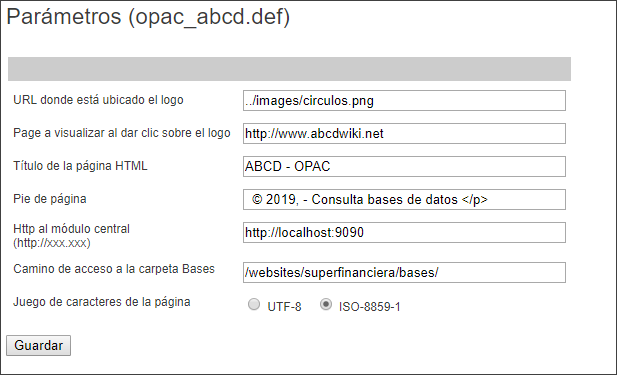 Parámetros (opac_abcd.def)
URL donde está ubicado el logo ../images/circulos.png
Page a visualizar al dar clic sobre el logo http://www.abcdwiki.net
Título de la página HTML ABCD - OPAC
Pie de página © 2019, - Consulta bases de datos </p>
Http al módulo central http://localhost:9090
(http://xxx.xxx)
Camino de acceso a la carpeta Bases /websites/superfinanciera/bases/
Juego de caracteres de la página UTF-8 ISO-8859-1
Guardar